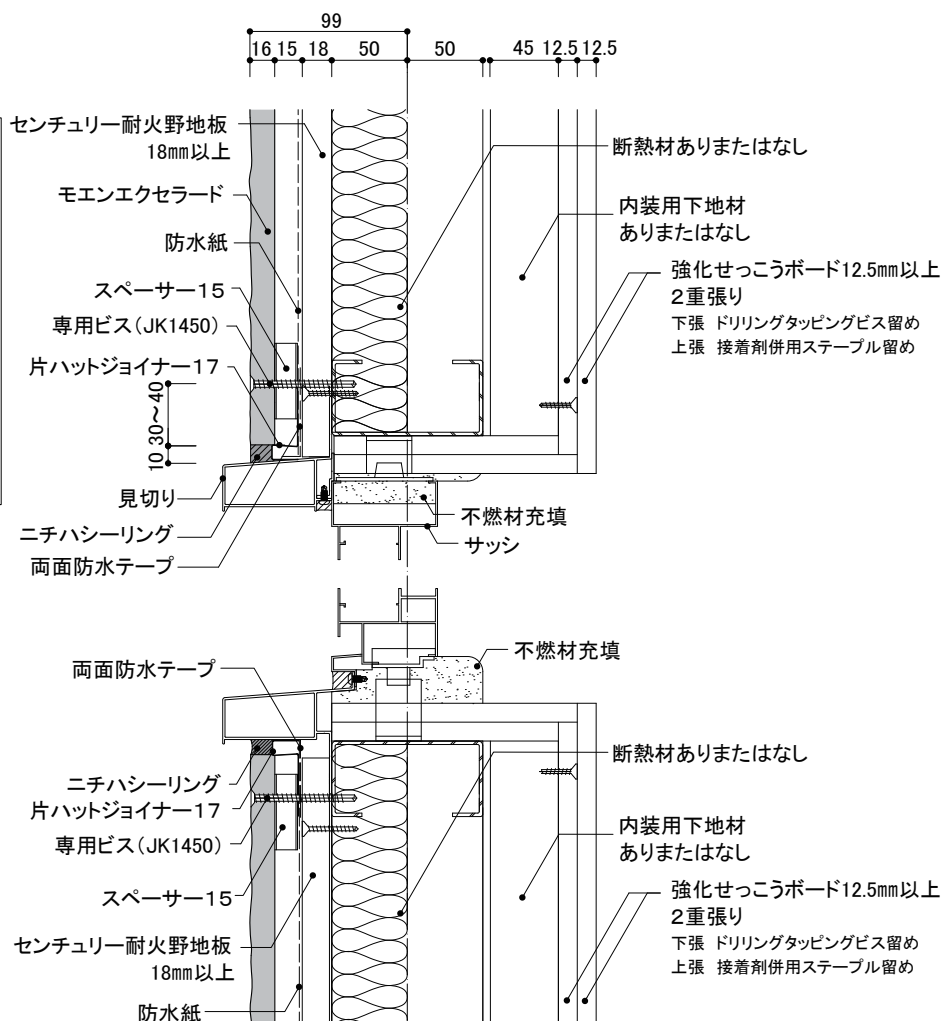 99
16 15 18 50 50 45 12.5 12.5
センチュリー耐火野地板
18mm以上
モエンエクセラード
防水紙
スペーサー15
専用ビス（JK1450）
片ハットジョイナー17
30～40
10
見切り
ニチハシーリング
両面防水テープ
断熱材ありまたはなし
内装用下地材
ありまたはなし
強化せっこうボード12.5mm以上
2重張り
下張 ドリリングタッピングビス留め
上張 接着剤併用ステープル留め
不燃材充填
サッシ
両面防水テープ
ニチハシーリング
片ハットジョイナー17
専用ビス（JK1450）
スペーサー15
センチュリー耐火野地板
18mm以上
防水紙
不燃材充填
断熱材ありまたはなし
内装用下地材
ありまたはなし
強化せっこうボード12.5mm以上
2重張り
下張 ドリリングタッピングビス留め
上張 接着剤併用ステープル留め